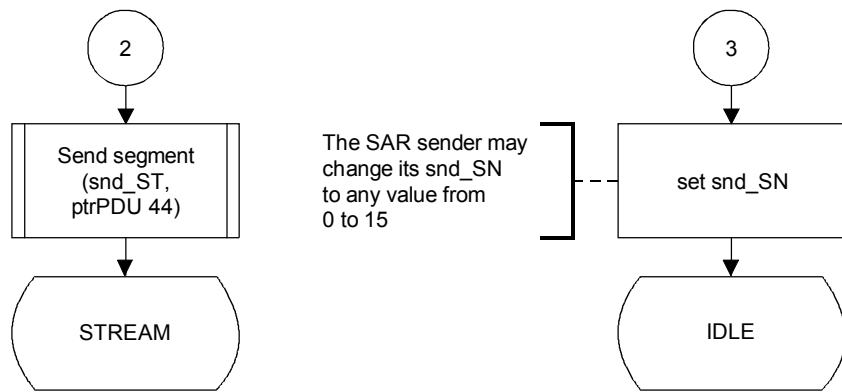 2
Send segment
(snd_ST,
ptrPDU 44)
STREAM
The SAR sender may
change its snd_SN
to any value from
0 to 15
3
set snd_SN
IDLE